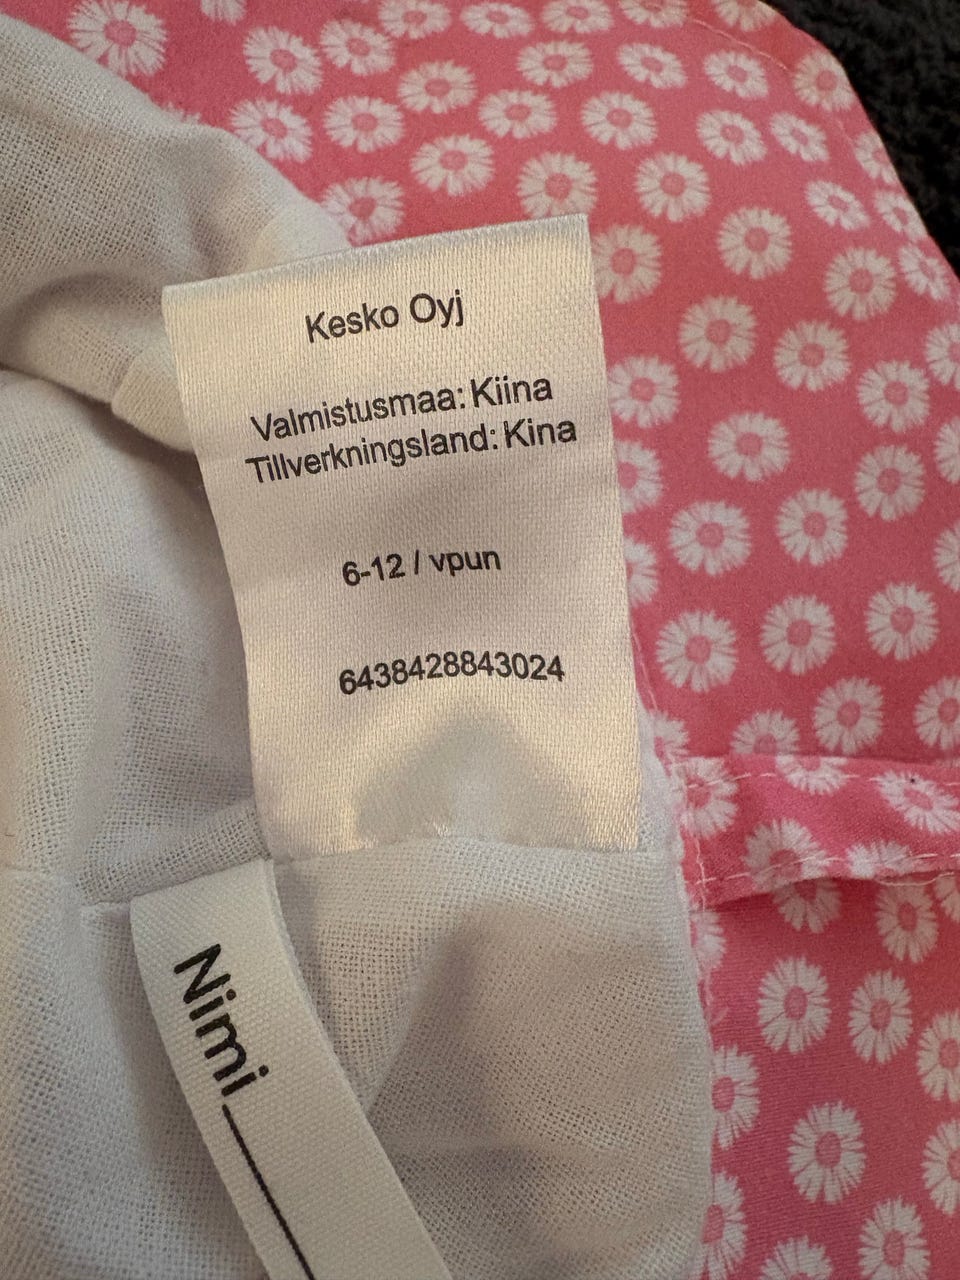 Kesko Oyj
Valmistusmaa: Kiina
Tillverkningsland: Kina
6-12 / vpun
6438428843024
Nimi